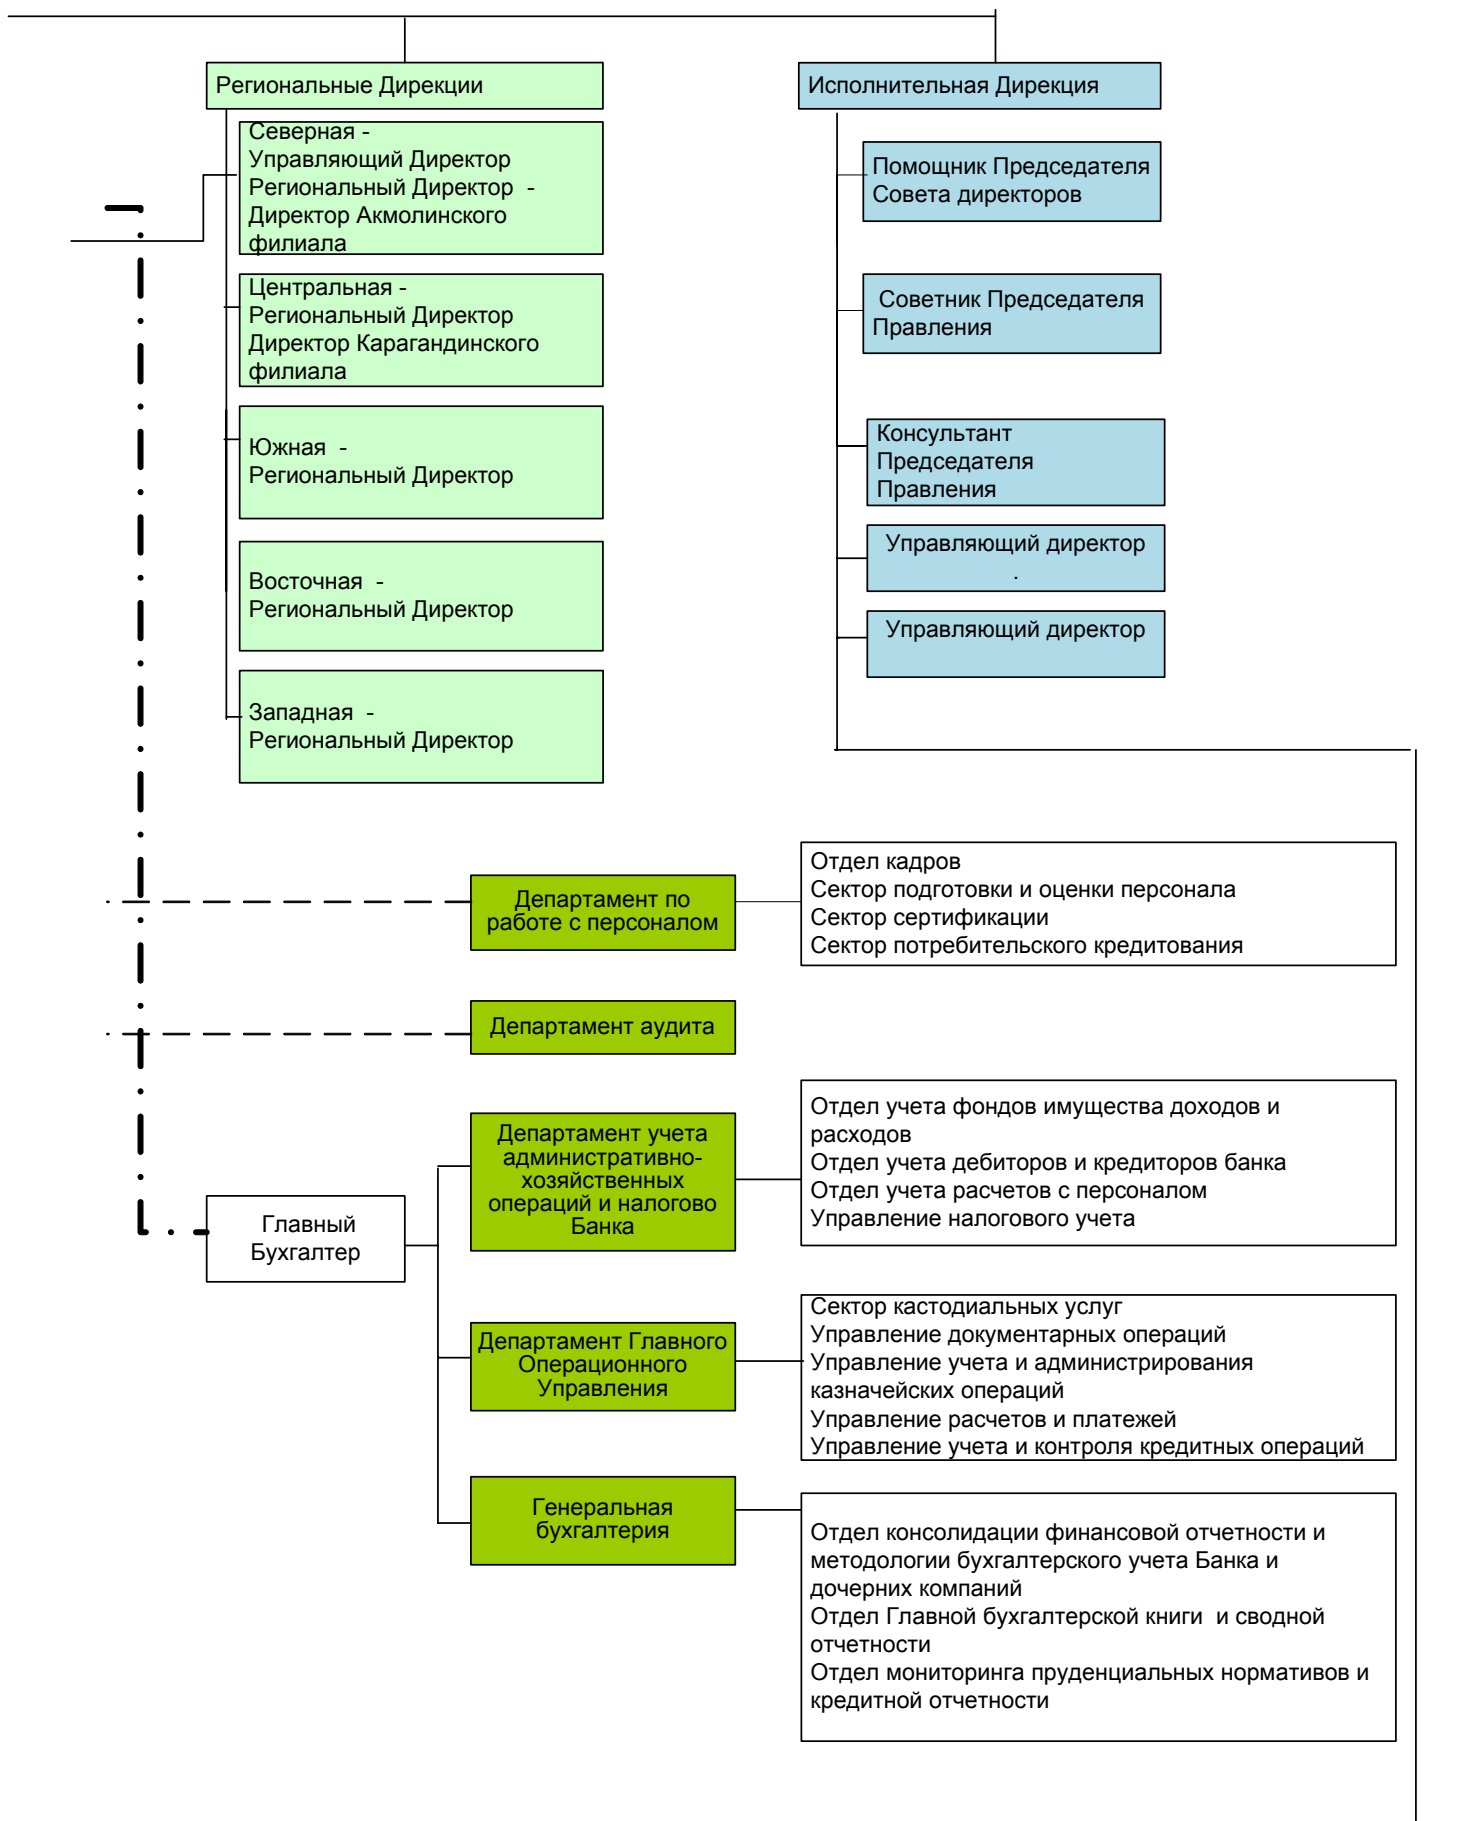 Региональные Дирекции
Северная -
Управляющий Директор
Региональный Директор  -
Директор Акмолинского
филиала
Центральная -
Региональный Директор
Директор Карагандинского
филиала
Южная  -
Региональный Директор
Восточная  -
Региональный Директор
Западная  -
Региональный Директор
Исполнительная Дирекция
Помощник Председателя
Совета директоров
Советник Председателя
Правления
Консультант
Председателя
Правления
Управляющий директор
.
Управляющий директор
Департамент по
работе с персоналом
Отдел кадров
Сектор подготовки и оценки персонала
Сектор сертификации
Сектор потребительского кредитования
Департамент аудита
Главный
Бухгалтер
Департамент учета
административно-
хозяйственных
операций и налогово
Банка
Отдел учета фондов имущества доходов и
расходов
Отдел учета дебиторов и кредиторов банка
Отдел учета расчетов с персоналом
Управление налогового учета
Департамент Главного
Операционного
Управления
Сектор кастодиальных услуг
Управление документарных операций
Управление учета и администрирования
казначейских операций
Управление расчетов и платежей
Управление учета и контроля кредитных операций
Генеральная
бухгалтерия
Отдел консолидации финансовой отчетности и
методологии бухгалтерского учета Банка и
дочерних компаний
Отдел Главной бухгалтерской книги  и сводной
отчетности
Отдел мониторинга пруденциальных нормативов и
кредитной отчетности